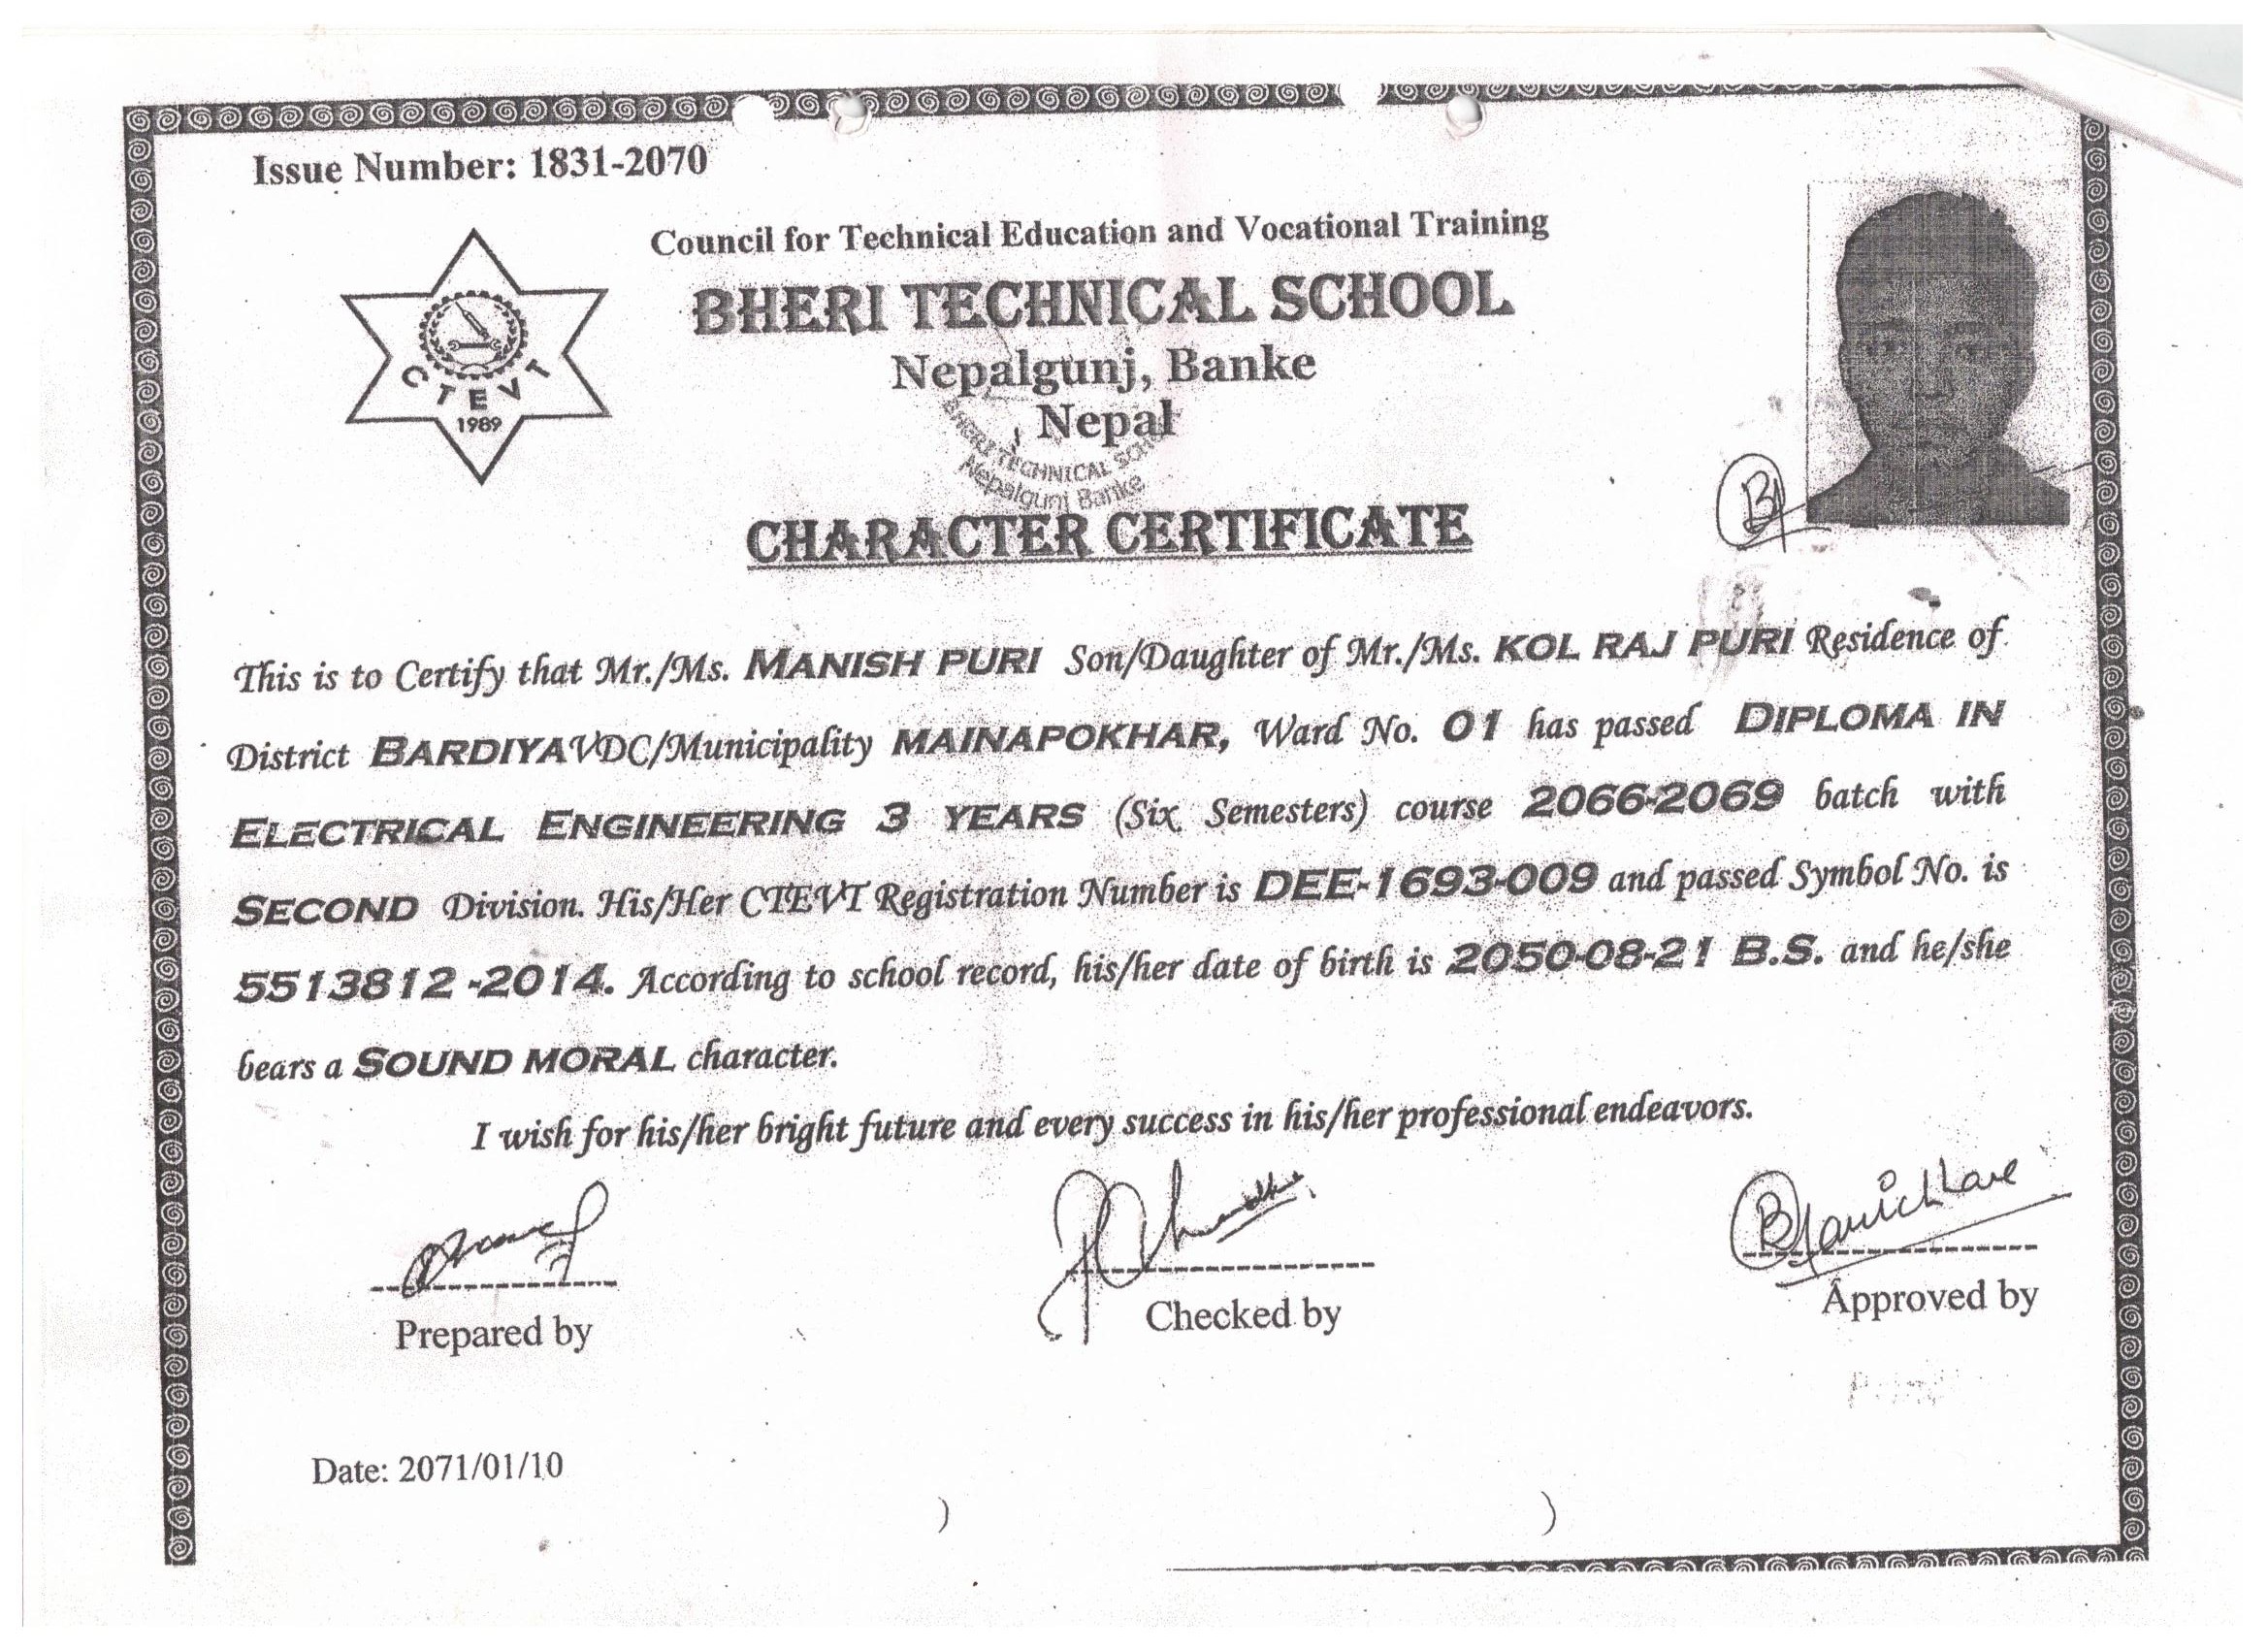 Issue Number: 1831-2070
Council for Technical Education and Vocational Training
BHERI TECHNICAL SCHOOL
Nepalgunj, Banke
Nepal
CTEVT
1989
BHERI TECHNICAL
Nepalgunj Banke
CHARACTER CERTIFICATE
This is to Certify that Mr./Ms. MANISH PURI Son/Daughter of Mr./Ms. KOL RAJ PURI Residence of
District BARDIYA VDC/Municipality MAINAPOKHAR, Ward No. 01 has passed DIPLOMA IN
ELECTRICAL ENGINEERING 3 YEARS (Six Semesters) course 2066-2069 batch with
SECOND Division. His/Her CTEVT Registration Number is DEE-1693-009 and passed Symbol No. is
5513812 -2014. According to school record, his/her date of birth is 2050-08-21 B.S. and he/she
bears a SOUND MORAL character.
I wish for his/her bright future and every success in his/her professional endeavors.
Prepared by
Checked by
Approved by
Date: 2071/01/10